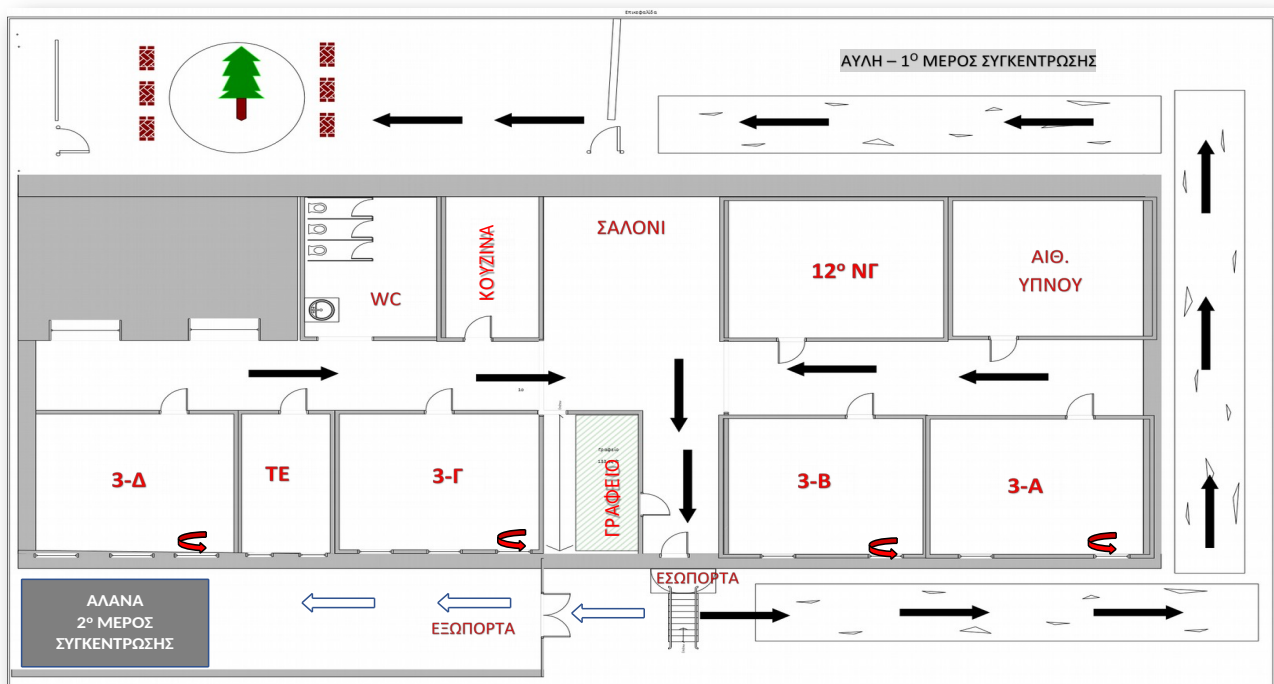 Επικεφαλίδα
ΑΥΛΗ – 1Ο ΜΕΡΟΣ ΣΥΓΚΕΝΤΡΩΣΗΣ
ΣΑΛΟΝΙ
ΚΟΥΖΙΝΑ
WC
12ο ΝΓ
ΑΙΘ.
ΥΠΝΟΥ
3-Δ
ΤΕ
3-Γ
Γραφείο
ΓΡΑΦΕΙΟ
3-Β
3-Α
ΕΣΩΠΟΡΤΑ
ΕΞΩΠΟΡΤΑ
ΑΛΑΝΑ
2ο ΜΕΡΟΣ
ΣΥΓΚΕΝΤΡΩΣΗΣ